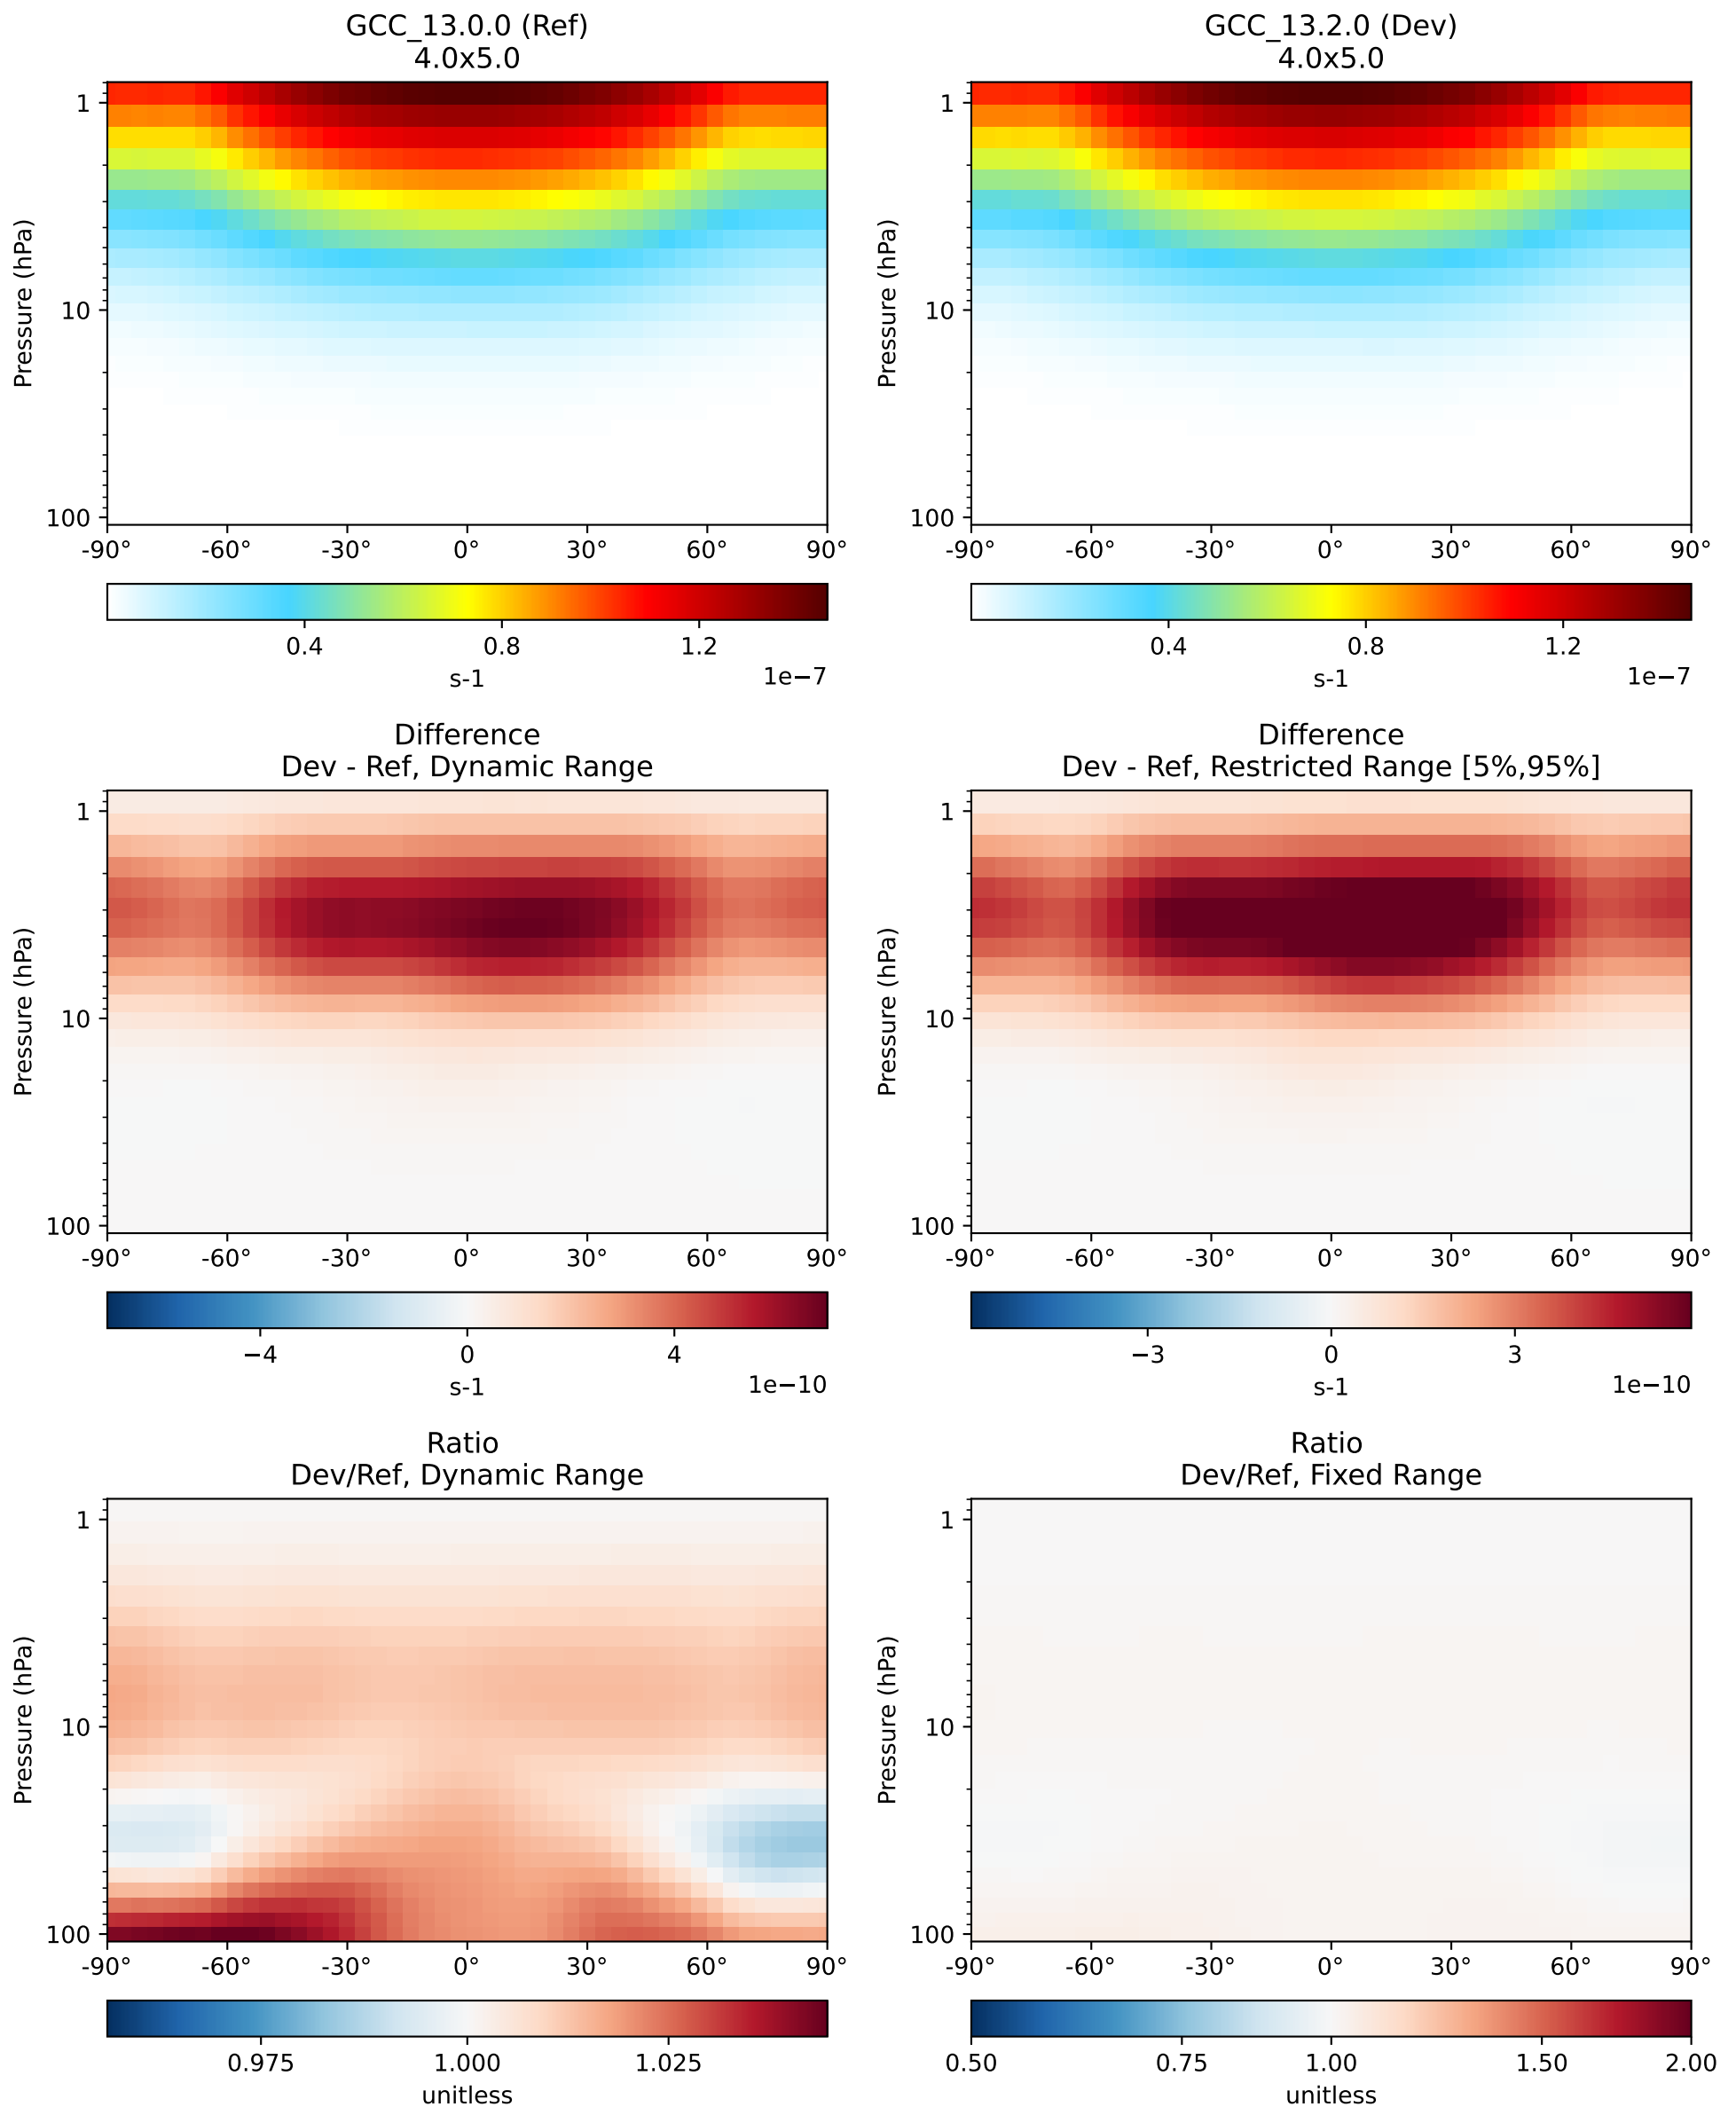 GCC_13.0.0 (Ref)
4.0x5.0
Pressure (hPa)
1
10
100
-90° -60° -30° 0° 30° 60° 90°
0.4 0.8 1.2
s-1
1e−7
GCC_13.2.0 (Dev)
4.0x5.0
Pressure (hPa)
1
10
100
-90° -60° -30° 0° 30° 60° 90°
0.4 0.8 1.2
s-1
1e−7
Difference
Dev - Ref, Dynamic Range
Pressure (hPa)
1
10
100
-90° -60° -30° 0° 30° 60° 90°
−4 0 4
s-1
1e−10
Difference
Dev - Ref, Restricted Range [5%,95%]
Pressure (hPa)
1
10
100
-90° -60° -30° 0° 30° 60° 90°
−3 0 3
s-1
1e−10
Ratio
Dev/Ref, Dynamic Range
Pressure (hPa)
1
10
100
-90° -60° -30° 0° 30° 60° 90°
0.975 1.000 1.025
unitless
Ratio
Dev/Ref, Fixed Range
Pressure (hPa)
1
10
100
-90° -60° -30° 0° 30° 60° 90°
0.50 0.75 1.00 1.50 2.00
unitless